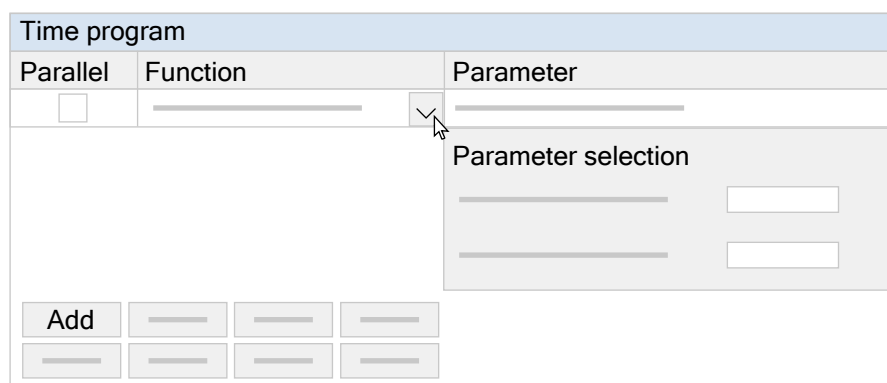 Time program
Parallel Function Parameter
Parameter selection
Add